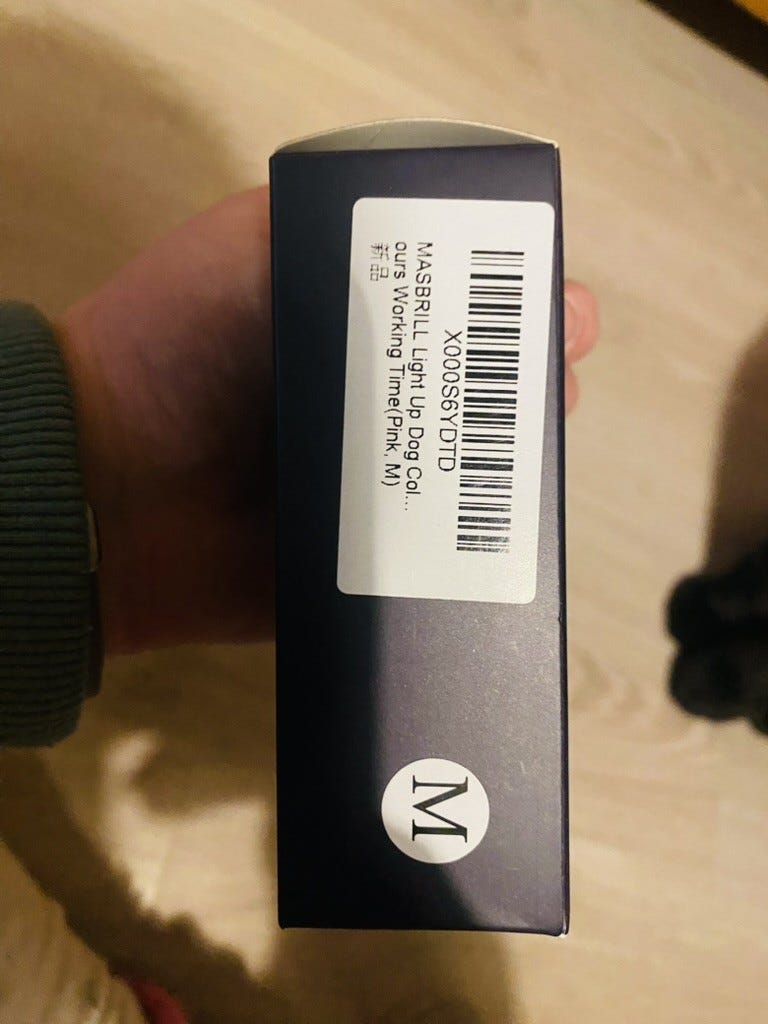 X000S6YDTD
MASBRILL Light Up Dog Col...
ours Working Time(Pink, M)
新品
M